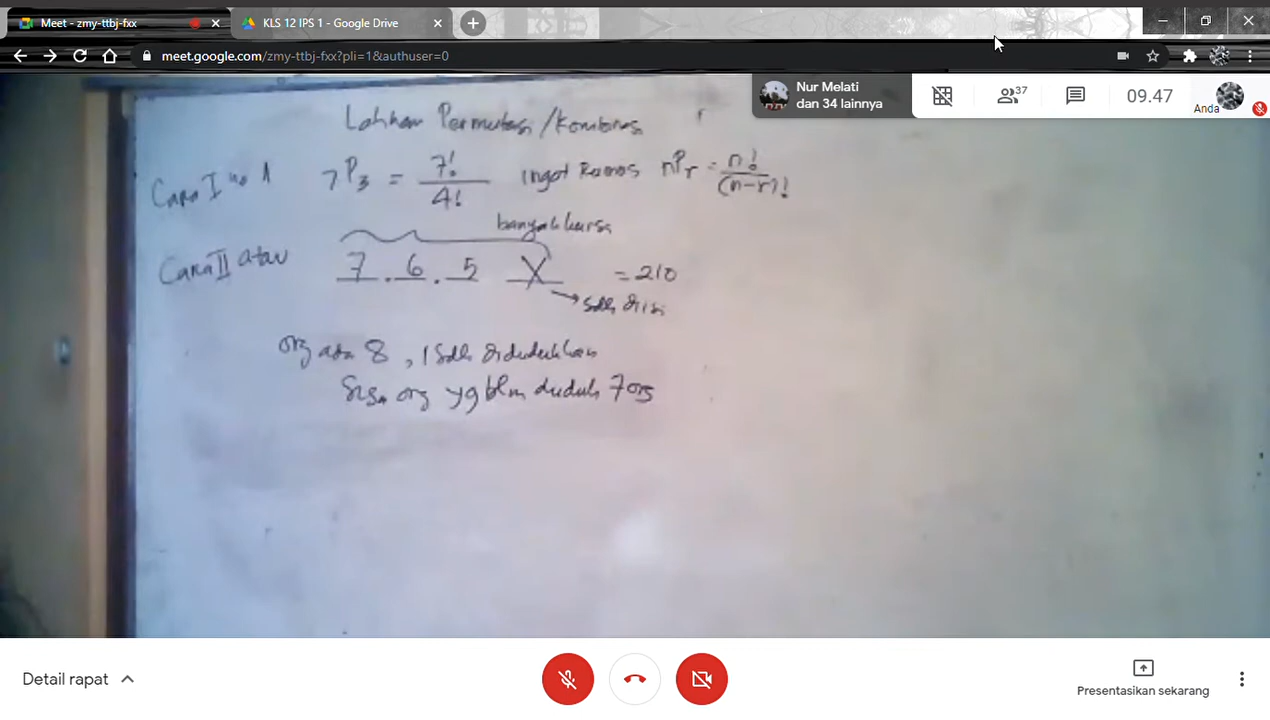 Meet - zmy-ttbj-fxx
KLS 12 IPS 1 - Google Drive
meet.google.com/zmy-ttbj-fxx?pli=1&authuser=0
Nur Melati
dan 34 lainnya
37
09.47
Anda
Latihan Permutasi/Kombinasi
Cara I no 1 7P3 = 7!/4! ingat Rumus nPr = n!/(n-r)!
banyak kursi
Cara II atau 7 . 6 . 5 X = 210
sdh diisi
org ada 8, 1 sdh didudukkan
Sisa org yg blm duduk 7 org
Detail rapat
Presentasikan sekarang